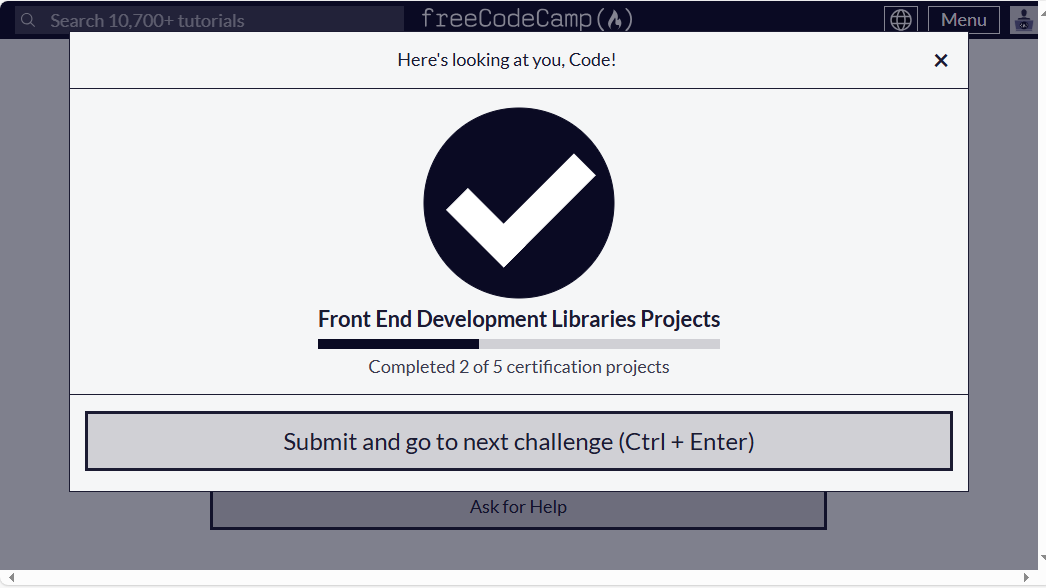 Search 10,700+ tutorials
freeCodeCamp
Menu
Here's looking at you, Code!
Front End Development Libraries Projects
Completed 2 of 5 certification projects
Submit and go to next challenge (Ctrl + Enter)
Ask for Help